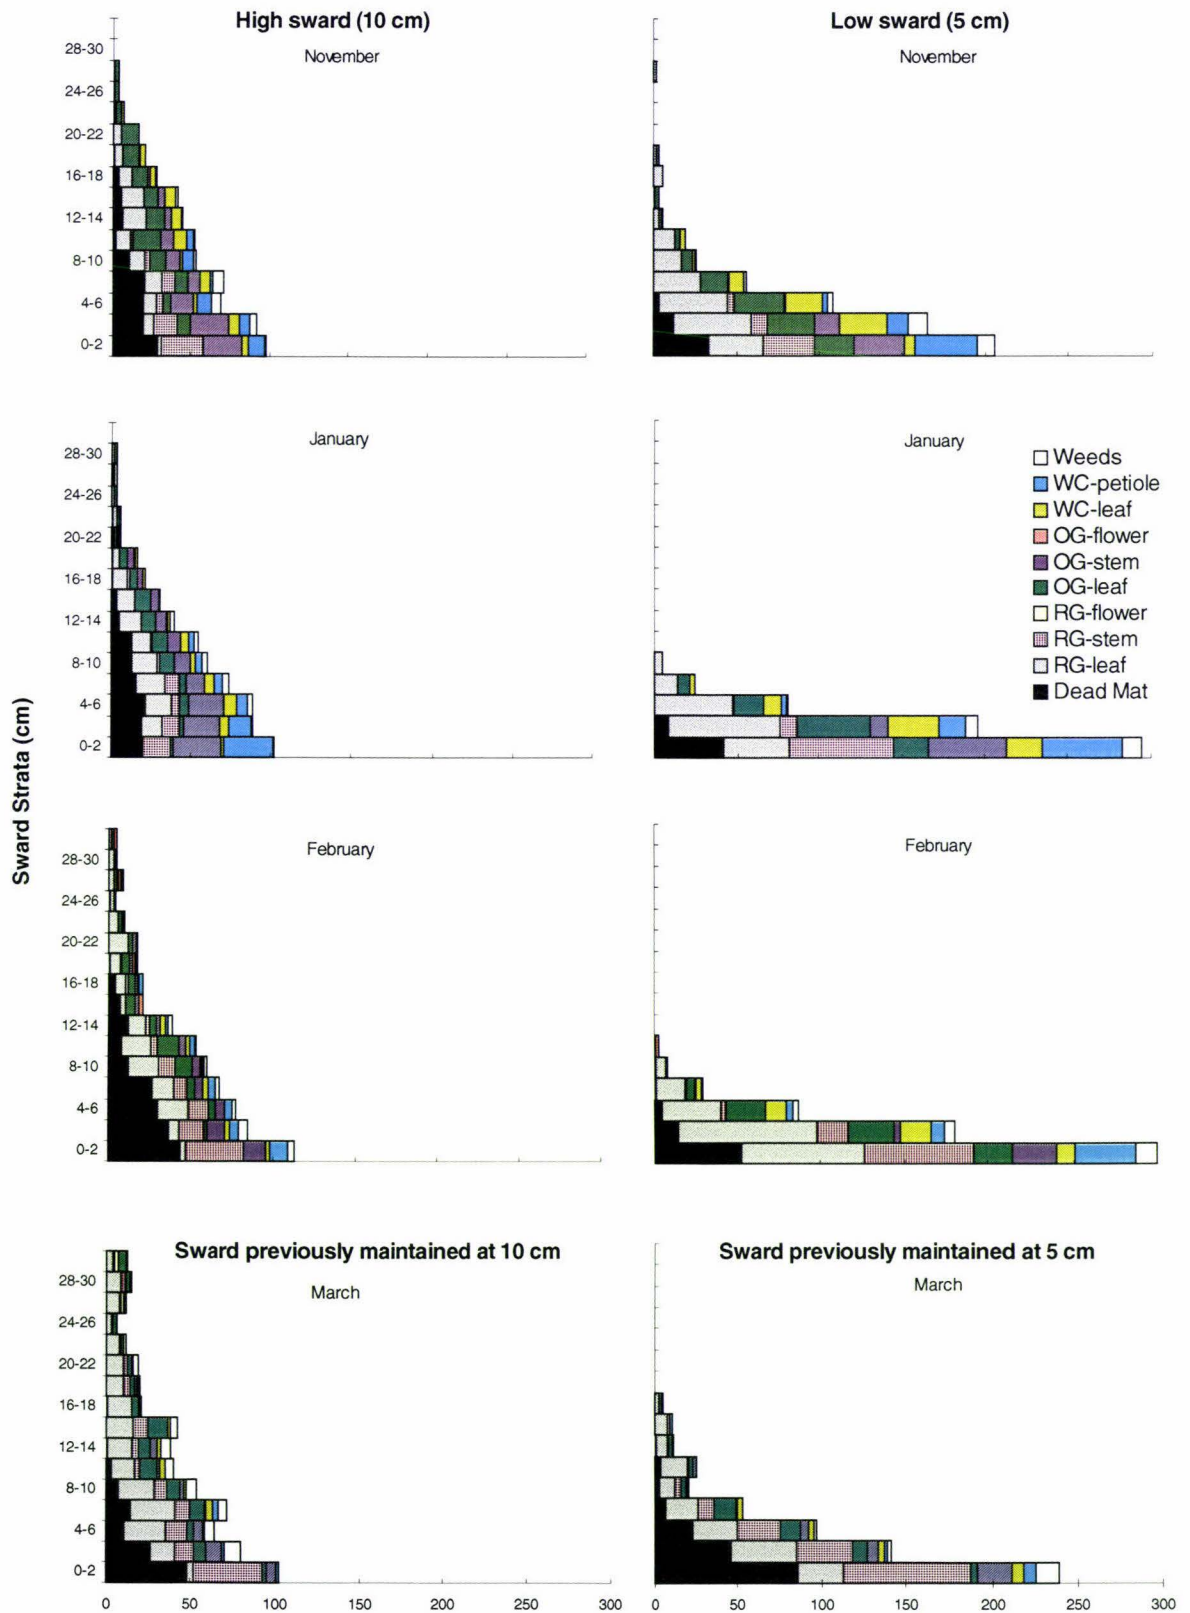 High sward (10 cm)
Low sward (5 cm)
November
November
28-30
24-26
20-22
16-18
12-14
8-10
4-6
0-2
January
January
28-30
24-26
20-22
16-18
12-14
8-10
4-6
0-2
Weeds
WC-petiole
WC-leaf
OG-flower
OG-stem
OG-leaf
RG-flower
RG-stem
RG-leaf
Dead Mat
Sward Strata (cm)
February
February
28-30
24-26
20-22
16-18
12-14
8-10
4-6
0-2
Sward previously maintained at 10 cm
Sward previously maintained at 5 cm
March
March
28-30
24-26
20-22
16-18
12-14
8-10
4-6
0-2
0 50 100 150 200 250 300
0 50 100 150 200 250 300